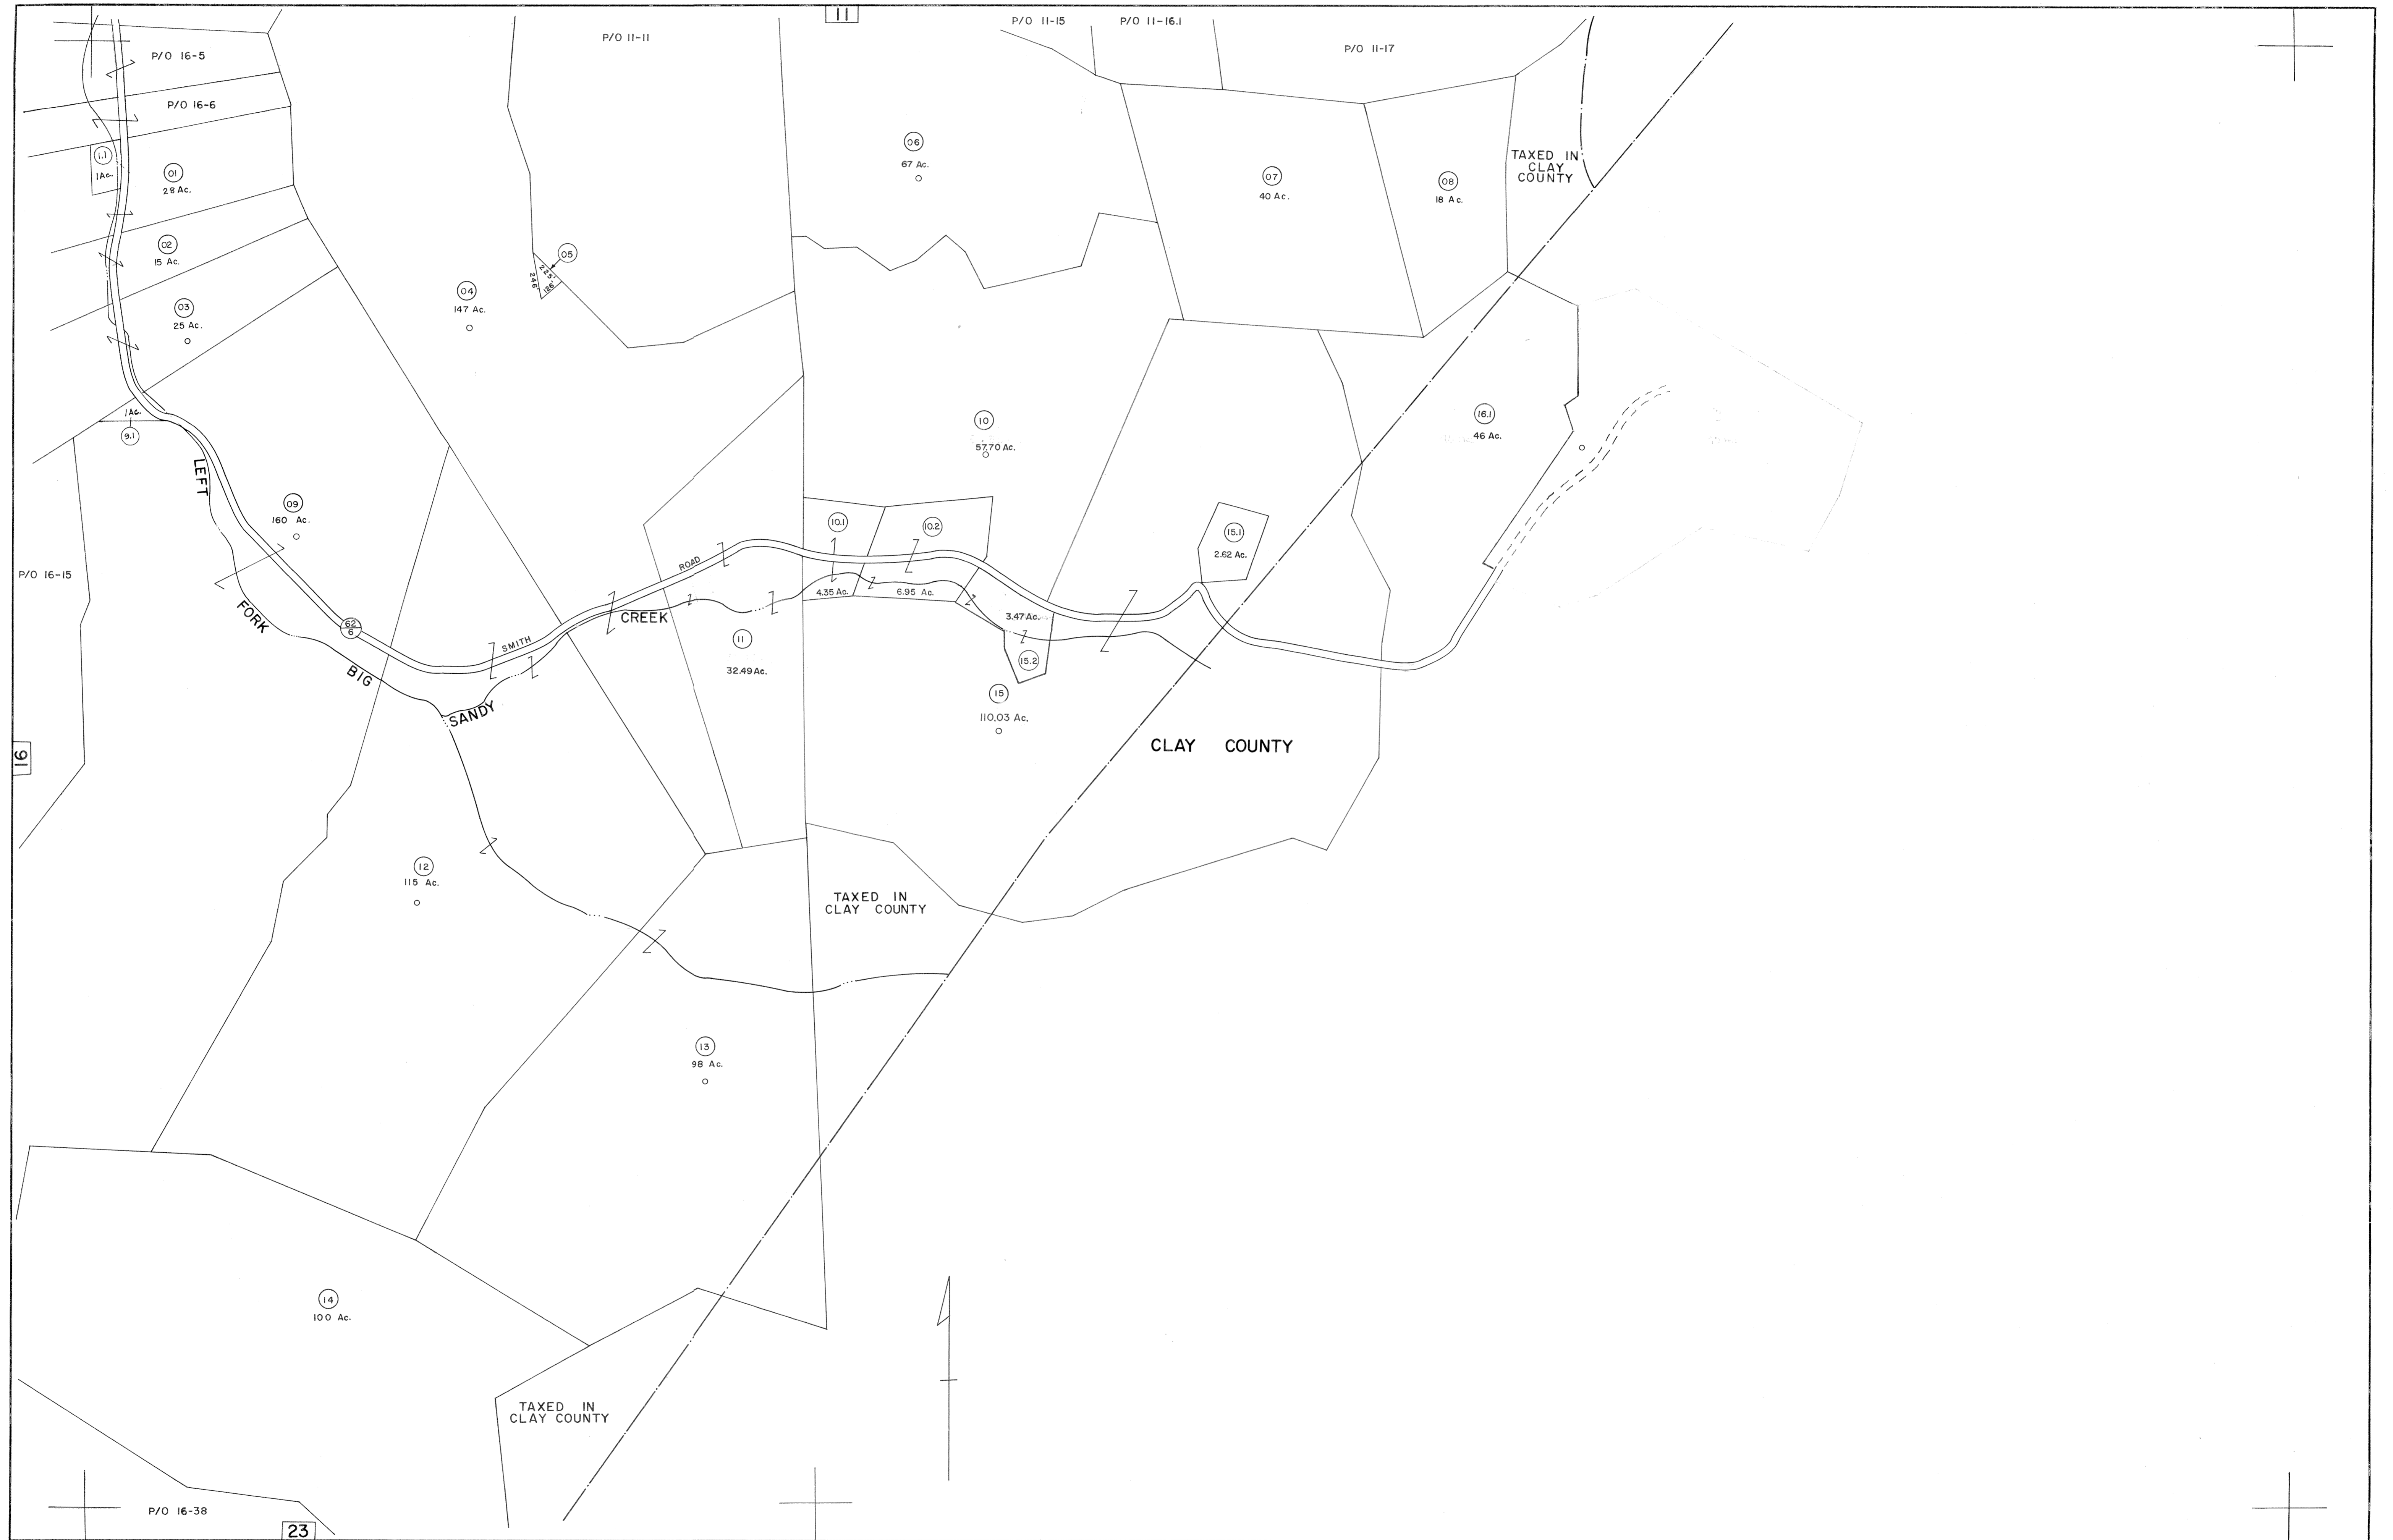 11
P/O 11-15
P/O 11-16.1
P/O 11-11
P/O 11-17
P/O 16-5
P/O 16-6
1.1
1Ac.
01
28 Ac.
06
67 Ac.
07
40 Ac.
08
18 Ac.
TAXED IN
CLAY
COUNTY
02
15 Ac.
05
225'
246'
126'
03
25 Ac.
04
147 Ac.
1Ac.
9.1
10
57.70 Ac.
16.1
46 Ac.
LEFT
09
160 Ac.
10.1
10.2
15.1
2.62 Ac.
P/O 16-15
FORK
ROAD
4.35 Ac.
6.95 Ac.
62
6
CREEK
3.47 Ac.
SMITH
11
32.49 Ac.
15.2
BIG
SANDY
15
110.03 Ac.
CLAY COUNTY
16
12
115 Ac.
TAXED IN
CLAY COUNTY
13
98 Ac.
14
100 Ac.
TAXED IN
CLAY COUNTY
P/O 16-38
23